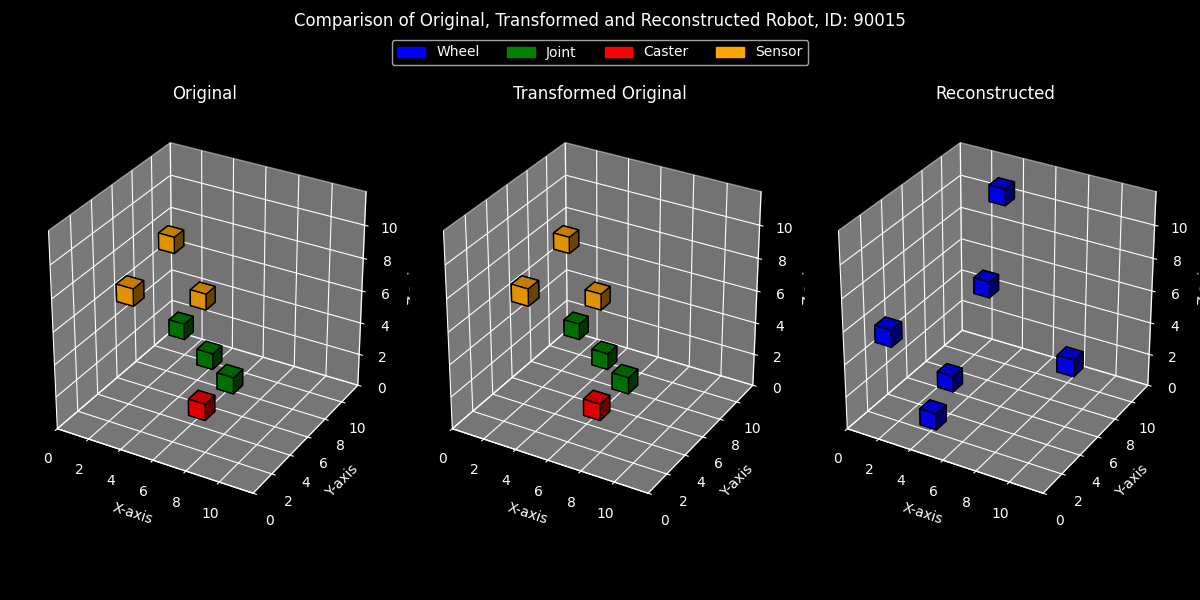 Comparison of Original, Transformed and Reconstructed Robot, ID: 90015
Wheel Joint Caster Sensor
Original Transformed Original Reconstructed
10 8 6 4 2 0
0 2 4 6 8 10
X-axis
0 2 4 6 8 10
Y-axis
10 8 6 4 2 0
0 2 4 6 8 10
X-axis
0 2 4 6 8 10
Y-axis
10 8 6 4 2 0
0 2 4 6 8 10
X-axis
0 2 4 6 8 10
Y-axis